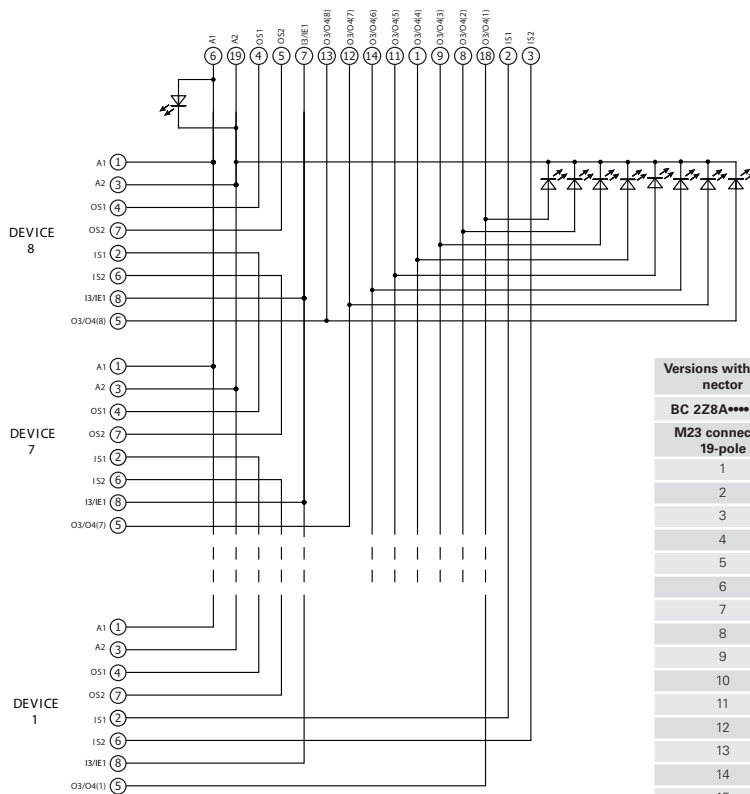 A1 A2 OS1 OS2 I3/IE1 O3/O4(8) O3/O4(7) O3/O4(6) O3/O4(5) O3/O4(4) O3/O4(3) O3/O4(2) O3/O4(1) IS1 IS2
6 19 4 5 7 13 12 14 11 1 9 8 18 2 3
DEVICE
8
A1 1
A2 3
OS1 4
OS2 7
IS1 2
IS2 6
I3/IE1 8
O3/O4(8) 5
DEVICE
7
A1 1
A2 3
OS1 4
OS2 7
IS1 2
IS2 6
I3/IE1 8
O3/O4(7) 5
DEVICE
1
A1 1
A2 3
OS1 4
OS2 7
IS1 2
IS2 6
I3/IE1 8
O3/O4(1) 5
Versions with
nector
BC 2Z8A••••
M23 connec
19-pole
1
2
3
4
5
6
7
8
9
10
11
12
13
14